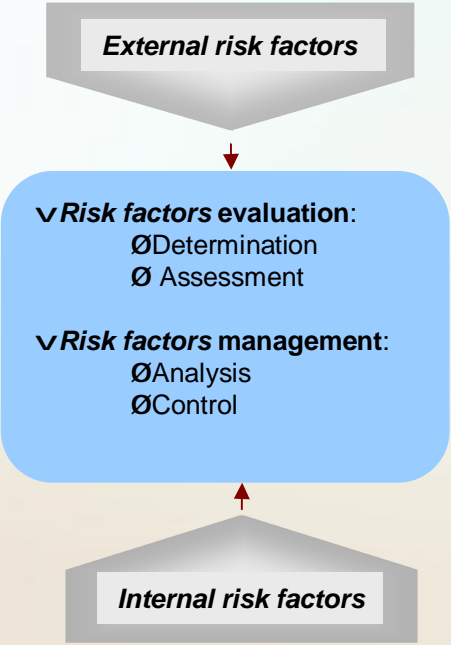 External risk factors
v Risk factors evaluation:
ØDetermination
Ø Assessment
v Risk factors management:
ØAnalysis
ØControl
Internal risk factors